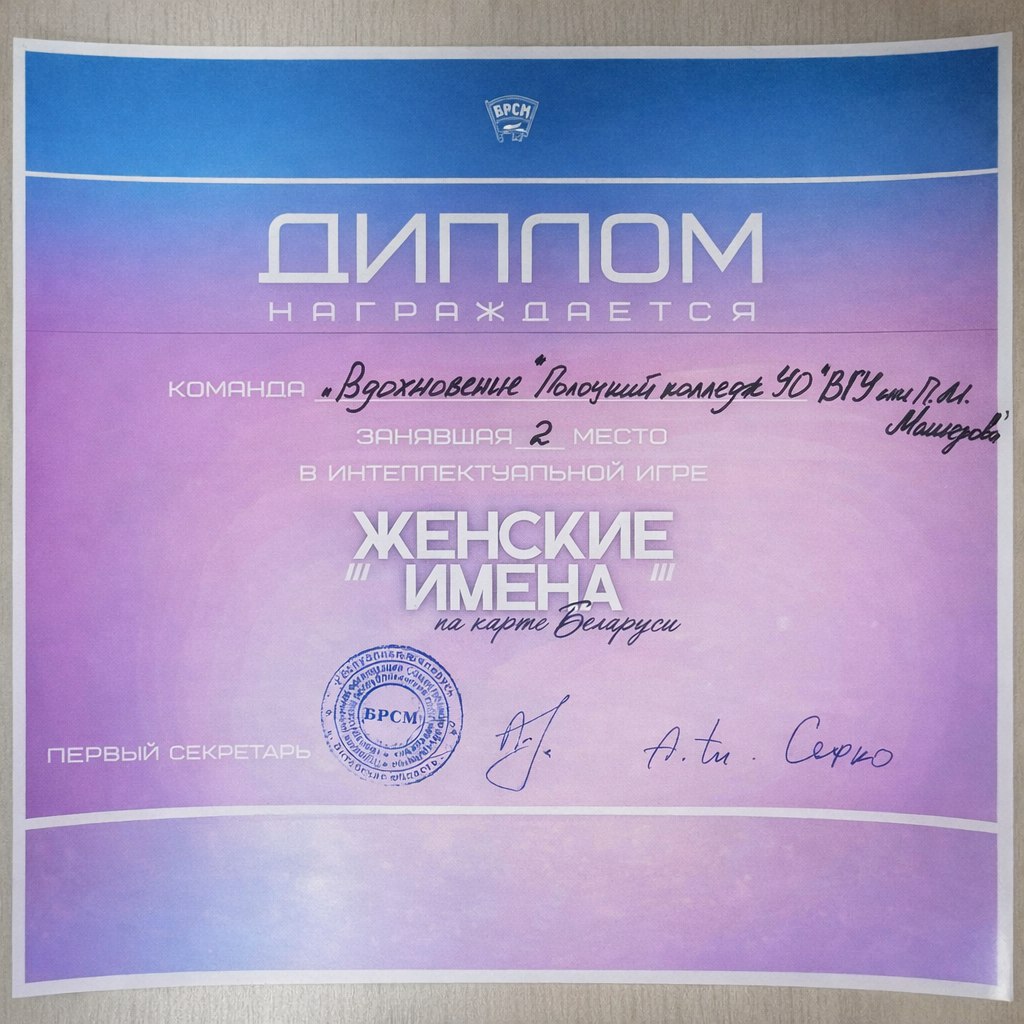 БРСМ
ДИПЛОМ
НАГРАЖДАЕТСЯ
КОМАНДА „Вдохновение" Полоцкий колледж УО "ВГУ им П.М.
Машерова"
ЗАНЯВШАЯ 2 МЕСТО
В ИНТЕЛЛЕКТУАЛЬНОЙ ИГРЕ
ЖЕНСКИЕ
"ИМЕНА"
на карте Беларуси
БРСМ
ПЕРВЫЙ СЕКРЕТАРЬ